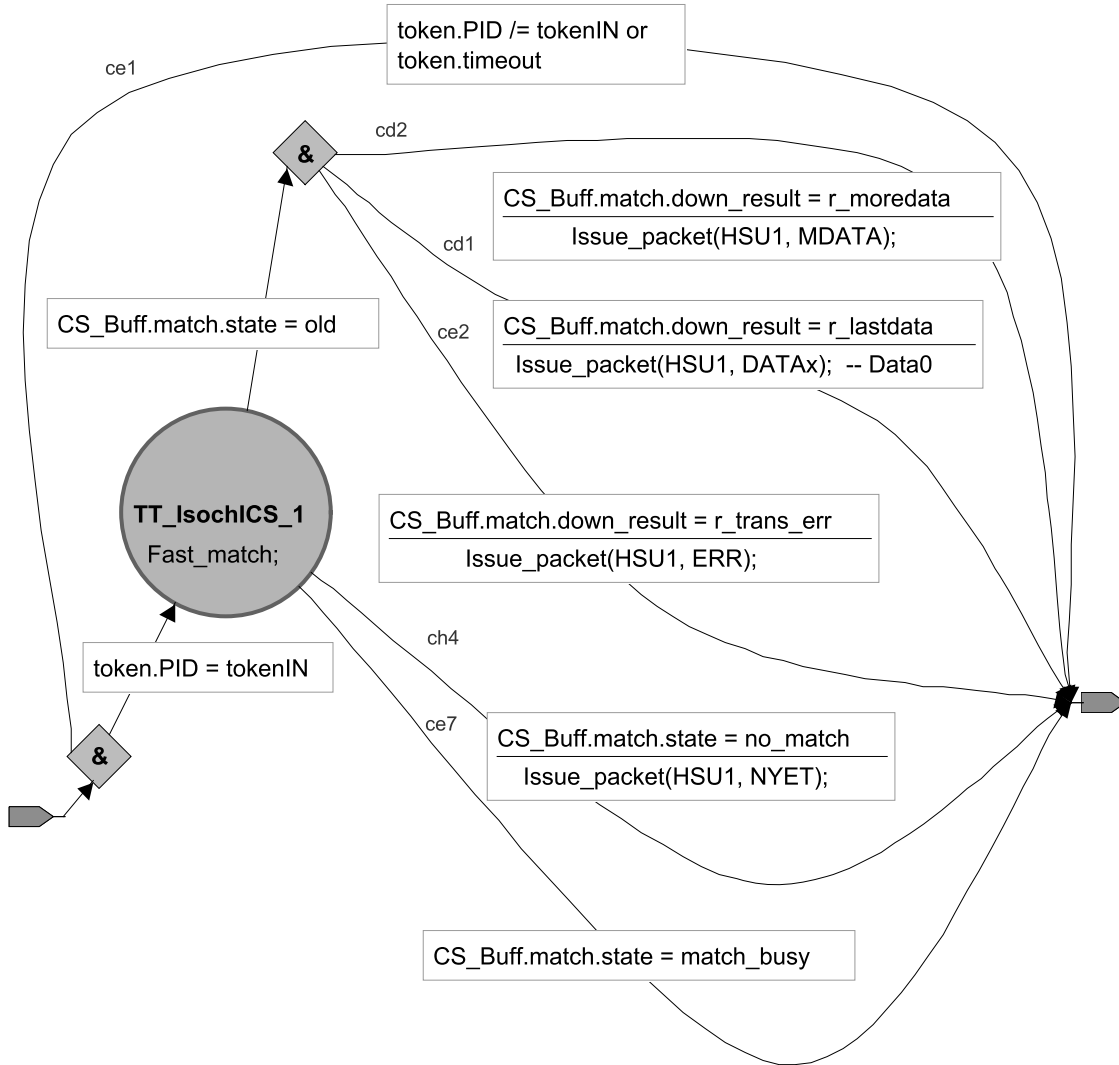 token.PID /= tokenIN or
token.timeout
ce1
cd2
&
CS_Buff.match.down_result = r_moredata
Issue_packet(HSU1, MDATA);
cd1
CS_Buff.match.state = old
ce2
CS_Buff.match.down_result = r_lastdata
Issue_packet(HSU1, DATAx);  -- Data0
TT_IsochICS_1
Fast_match;
CS_Buff.match.down_result = r_trans_err
Issue_packet(HSU1, ERR);
ch4
token.PID = tokenIN
ce7
CS_Buff.match.state = no_match
Issue_packet(HSU1, NYET);
&
CS_Buff.match.state = match_busy